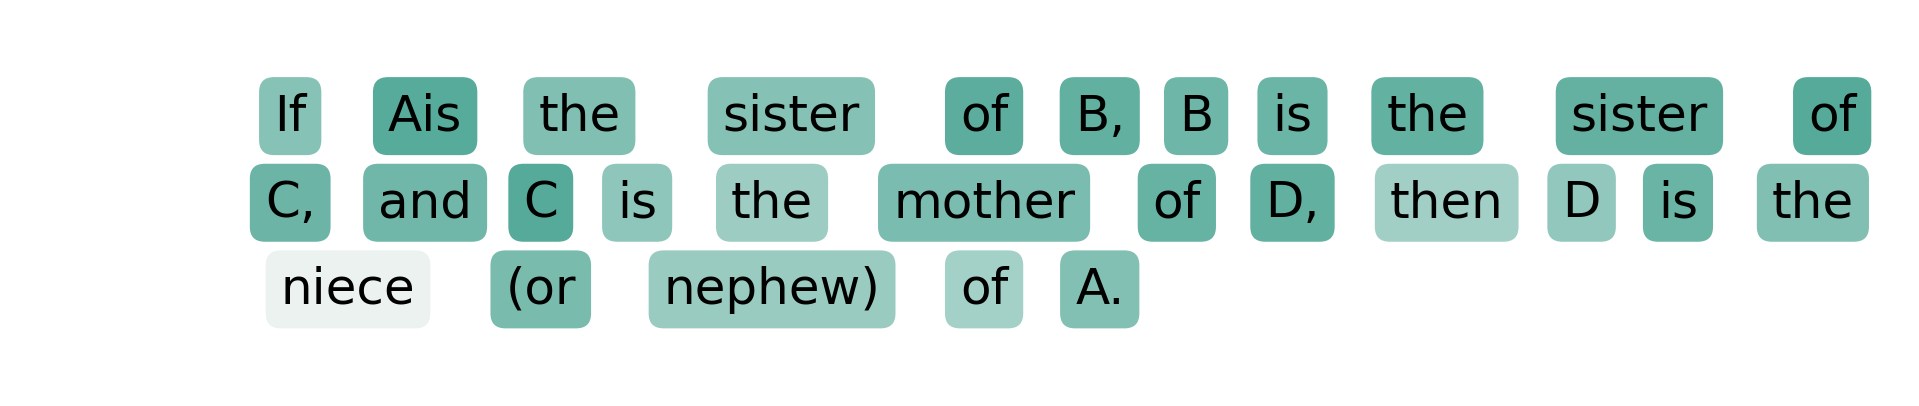 If Ais the sister of B, B is the sister of
C, and C is the mother of D, then D is the
niece (or nephew) of A.